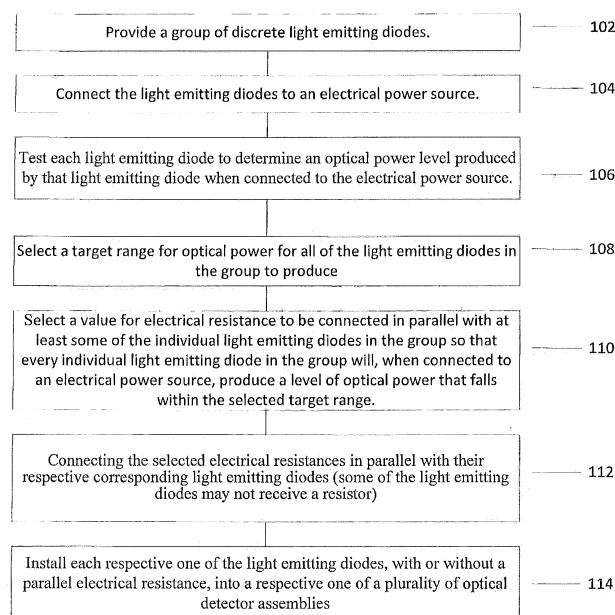 Provide a group of discrete light emitting diodes.
102
Connect the light emitting diodes to an electrical power source.
104
Test each light emitting diode to determine an optical power level produced
by that light emitting diode when connected to the electrical power source.
106
Select a target range for optical power for all of the light emitting diodes in
the group to produce
108
Select a value for electrical resistance to be connected in parallel with at
least some of the individual light emitting diodes in the group so that
every individual light emitting diode in the group will, when connected to
an electrical power source, produce a level of optical power that falls
within the selected target range.
110
Connecting the selected electrical resistances in parallel with their
respective corresponding light emitting diodes (some of the light emitting
diodes may not receive a resistor)
112
Install each respective one of the light emitting diodes, with or without a
parallel electrical resistance, into a respective one of a plurality of optical
detector assemblies
114